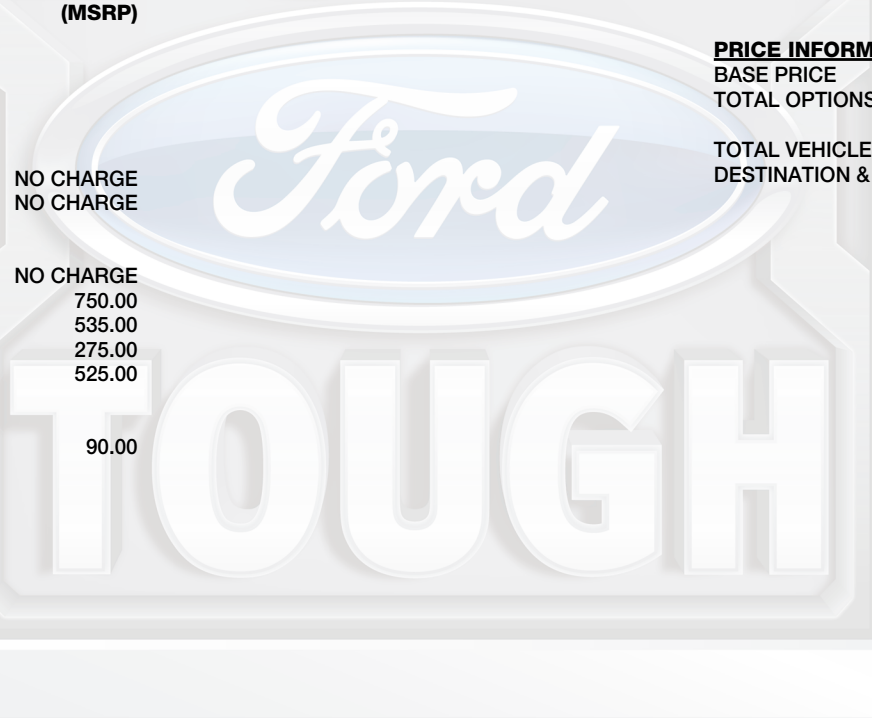 (MSRP)
NO CHARGE
NO CHARGE
NO CHARGE
750.00
535.00
275.00
525.00
90.00
PRICE INFORM
BASE PRICE
TOTAL OPTIONS
TOTAL VEHICLE
DESTINATION &
Ford
TOUGH